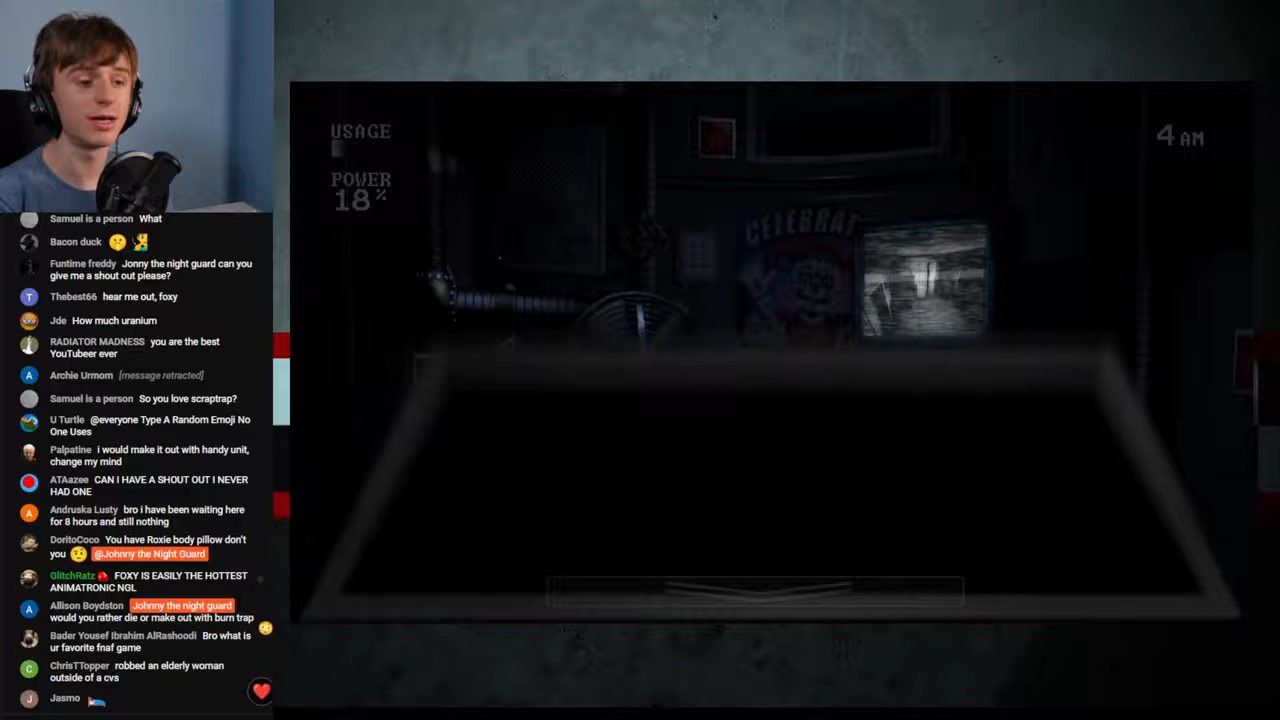 Samuel is a person What
Bacon duck 🤫 🧏
Funtime freddy Jonny the night guard can you
give me a shout out please?
T Thebest66 hear me out, foxy
Jde How much uranium
RADIATOR MADNESS you are the best
YouTubeer ever
A Archie Urmom [message retracted]
Samuel is a person So you love scraptrap?
U Turtle @everyone Type A Random Emoji No
One Uses
Palpatine i would make it out with handy unit,
change my mind
ATAazee CAN I HAVE A SHOUT OUT I NEVER
HAD ONE
A Andruska Lusty bro i have been waiting here
for 8 hours and still nothing
DoritoCoco You have Roxie body pillow don't
you 🤨 @Johnny the Night Guard
GlitchRatz FOXY IS EASILY THE HOTTEST
ANIMATRONIC NGL
A Allison Boydston Johnny the night guard
would you rather die or make out with burn trap
Bader Yousef Ibrahim AlRashoodi Bro what is
ur favorite fnaf game
C ChrisTTopper robbed an elderly woman
outside of a cvs
J Jasmo 🛌
USAGE
POWER
18%
4 AM
CELEBRAT